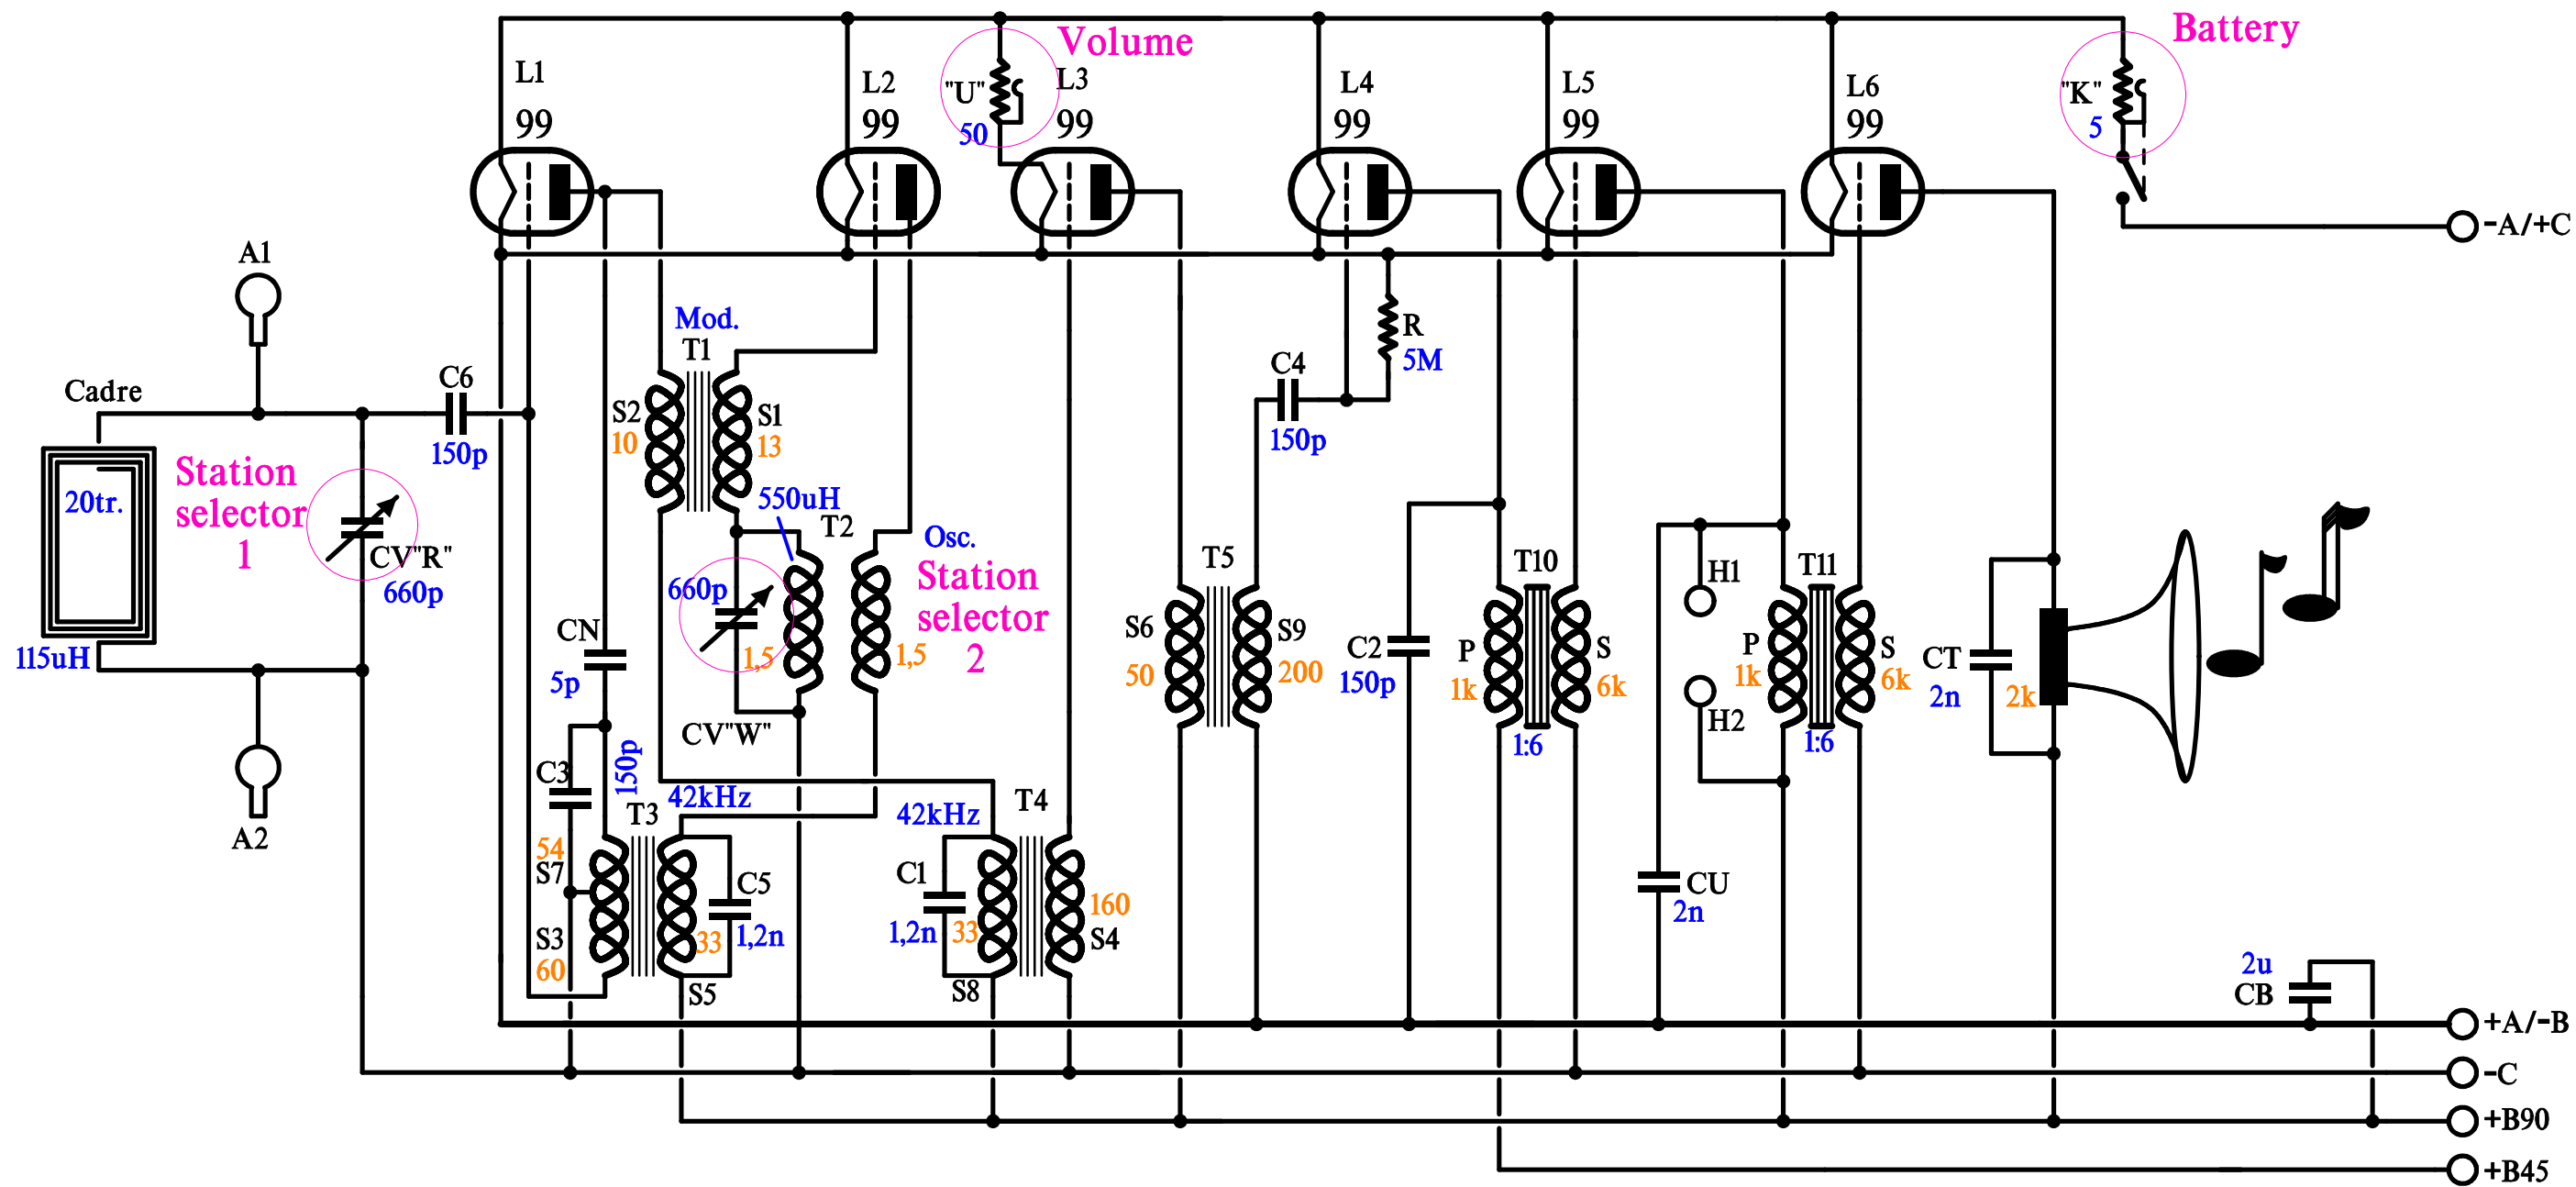 Volume
Battery
L1
99
L2
99
"U"
50
L3
99
L4
99
L5
99
L6
99
"K"
5
-A/+C
A1
Cadre
20tr.
115uH
Station
selector
1
CV"R"
660p
C6
150p
A2
Mod.
T1
S2
10
S1
13
550uH
T2
660p
1,5
CV"W"
1,5
Osc.
Station
selector
2
CN
5p
C3
150p
T3
42kHz
54
S7
S3
60
33
S5
C5
1,2n
42kHz
T4
C1
1,2n
33
S8
160
S4
T5
S6
50
S9
200
C4
150p
R
5M
C2
150p
T10
P
1k
S
6k
1:6
H1
H2
T11
P
1k
S
6k
1:6
CU
2n
CT
2n
2k
2u
CB
+A/-B
-C
+B90
+B45